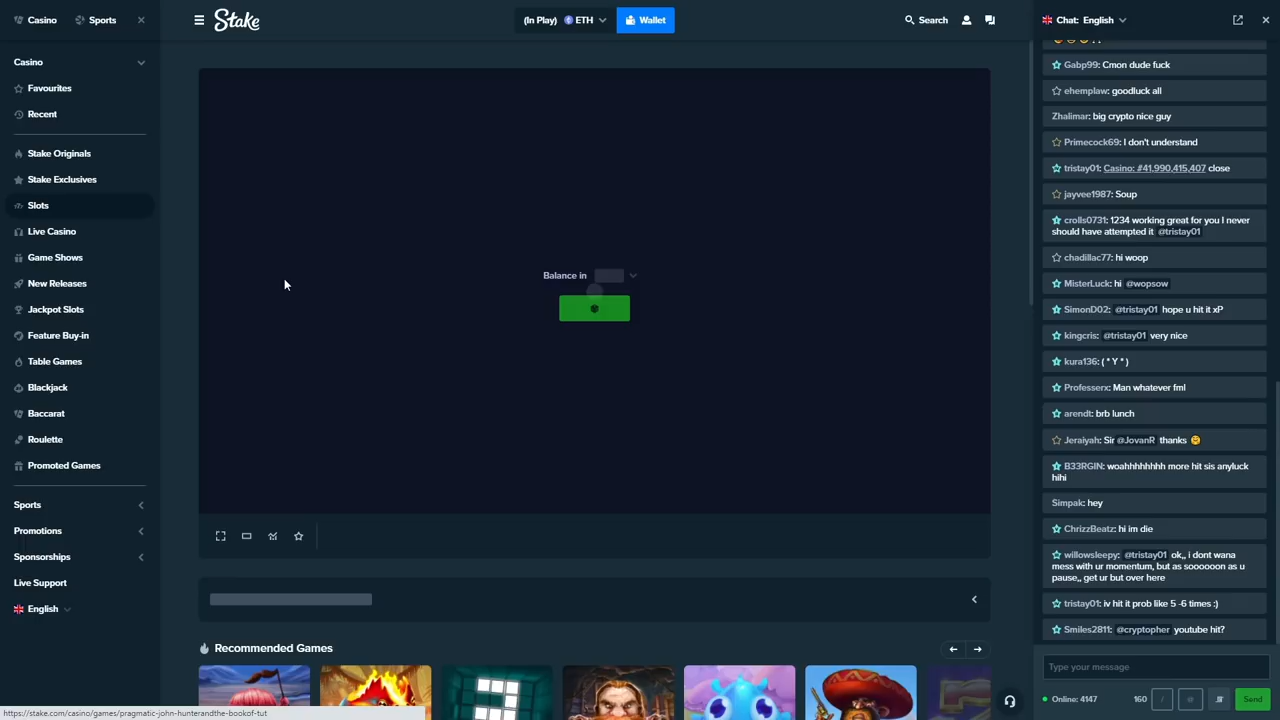 Casino
Sports
Stake
(In Play) ETH
Wallet
Search
Chat: English
Casino
Favourites
Recent
Stake Originals
Stake Exclusives
Slots
Live Casino
Game Shows
New Releases
Jackpot Slots
Feature Buy-in
Table Games
Blackjack
Baccarat
Roulette
Promoted Games
Sports
Promotions
Sponsorships
Live Support
English
Balance in
Recommended Games
https://stake.com/casino/games/pragmatic-john-hunterandthe-bookof-tut
Gabp99: Cmon dude fuck
ehemplaw: goodluck all
Zhalimar: big crypto nice guy
Primecock69: I don't understand
tristay01: Casino: #41,990,415,407 close
jayvee1987: Soup
crolls0731: 1234 working great for you I never
should have attempted it @tristay01
chadillac77: hi woop
MisterLuck: hi @wopsow
SimonD02: @tristay01 hope u hit it xP
kingcris: @tristay01 very nice
kura136: ( * Y * )
Professerx: Man whatever fml
arendt: brb lunch
Jeraiyah: Sir @JovanR thanks
B33RGIN: woahhhhhhh more hit sis anyluck
hihi
Simpak: hey
ChrizzBeatz: hi im die
willowsleepy: @tristay01 ok,, i dont wana
mess with ur momentum, but as soooooon as u
pause,, get ur but over here
tristay01: iv hit it prob like 5 -6 times :)
Smiles2811: @cryptopher youtube hit?
Type your message
Online: 4147
160
/
@
Send